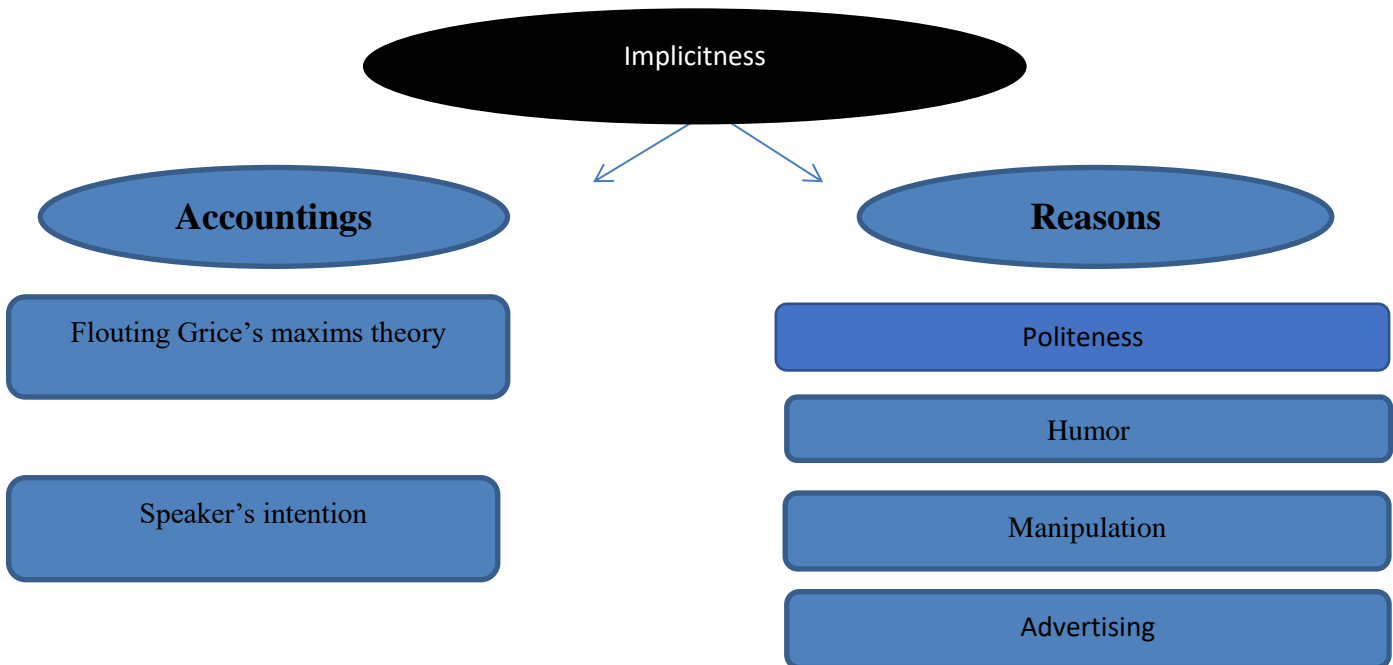 Implicitness
Accountings
Reasons
Flouting Grice’s maxims theory
Speaker’s intention
Politeness
Humor
Manipulation
Advertising